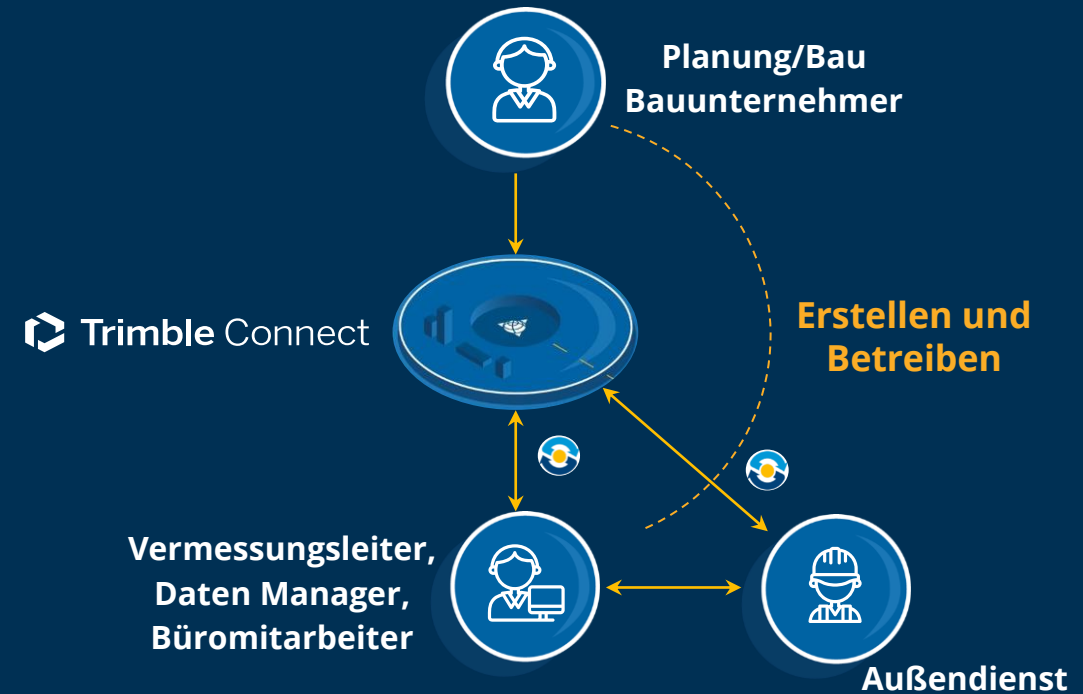 Planung/Bau
Bauunternehmer
Trimble Connect
Erstellen und
Betreiben
Vermessungsleiter,
Daten Manager,
Büromitarbeiter
Außendienst